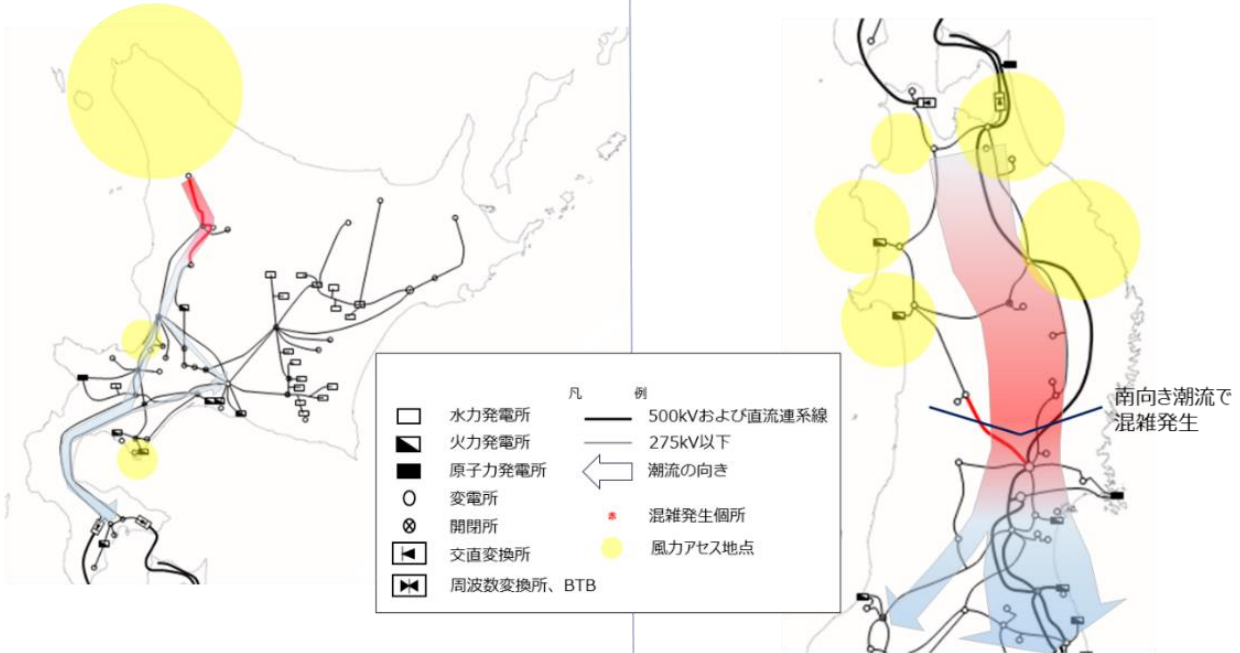 凡 例
水力発電所
500kVおよび直流連系線
火力発電所
275kV以下
原子力発電所
潮流の向き
変電所
開閉所
赤 混雑発生個所
交直変換所
風力アセス地点
周波数変換所、BTB
南向き潮流で
混雑発生